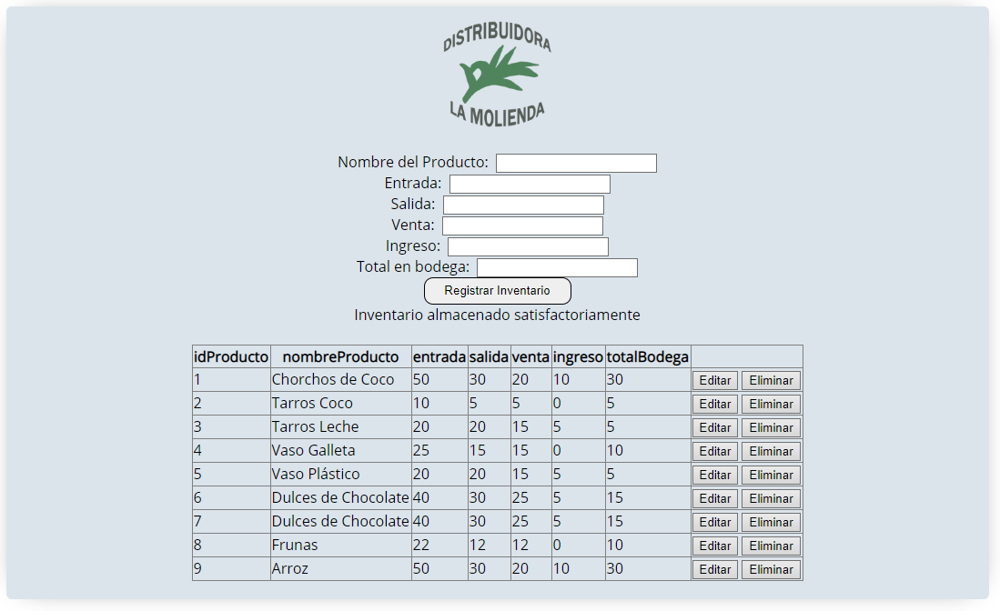 DISTRIBUIDORA
LA MOLIENDA
Nombre del Producto:
Entrada:
Salida:
Venta:
Ingreso:
Total en bodega:
Registrar Inventario
Inventario almacenado satisfactoriamente
idProducto nombreProducto entrada salida venta ingreso totalBodega
1 Chorchos de Coco 50 30 20 10 30 Editar Eliminar
2 Tarros Coco 10 5 5 0 5 Editar Eliminar
3 Tarros Leche 20 20 15 5 5 Editar Eliminar
4 Vaso Galleta 25 15 15 0 10 Editar Eliminar
5 Vaso Plástico 20 20 15 5 5 Editar Eliminar
6 Dulces de Chocolate 40 30 25 5 15 Editar Eliminar
7 Dulces de Chocolate 40 30 25 5 15 Editar Eliminar
8 Frunas 22 12 12 0 10 Editar Eliminar
9 Arroz 50 30 20 10 30 Editar Eliminar